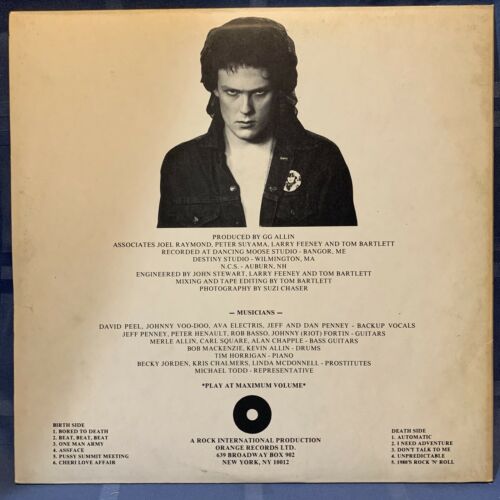 PRODUCED BY GG ALLIN
ASSOCIATES JOEL RAYMOND, PETER SUYAMA, LARRY FEENEY AND TOM BARTLETT
RECORDED AT DANCING MOOSE STUDIO - BANGOR, ME
DESTINY STUDIO - WILMINGTON, MA
N.C.S. - AUBURN, NH
ENGINEERED BY JOHN STEWART, LARRY FEENEY AND TOM BARTLETT
MIXING AND TAPE EDITING BY TOM BARTLETT
PHOTOGRAPHY BY SUZI CHASER
— MUSICIANS —
DAVID PEEL, JOHNNY VOO-DOO, AVA ELECTRIS, JEFF AND DAN PENNEY - BACKUP VOCALS
JEFF PENNEY, PETER HENAULT, ROB BASSO, JOHNNY (RIOT) FORTIN - GUITARS
MERLE ALLIN, CARL SQUARE, ALAN CHAPPLE - BASS GUITARS
BOB MACKENZIE, KEVIN ALLIN - DRUMS
TIM HORRIGAN - PIANO
BECKY JORDEN, KRIS CHALMERS, LINDA MCDONNELL - PROSTITUTES
MICHAEL TODD - REPRESENTATIVE
*PLAY AT MAXIMUM VOLUME*
BIRTH SIDE
1. BORED TO DEATH
2. BEAT, BEAT, BEAT
3. ONE MAN ARMY
4. ASSFACE
5. PUSSY SUMMIT MEETING
6. CHERI LOVE AFFAIR
A ROCK INTERNATIONAL PRODUCTION
ORANGE RECORDS LTD.
639 BROADWAY BOX 902
NEW YORK, NY 10012
DEATH SIDE
1. AUTOMATIC
2. I NEED ADVENTURE
3. DON'T TALK TO ME
4. UNPREDICTABLE
5. 1980'S ROCK 'N' ROLL